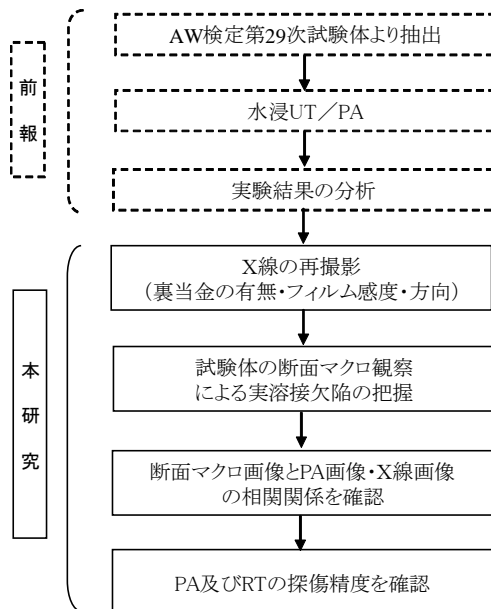 前報
AW検定第29次試験体より抽出
水浸UT／PA
実験結果の分析
本研究
X線の再撮影
（裏当金の有無・フィルム感度・方向）
試験体の断面マクロ観察
による実溶接欠陥の把握
断面マクロ画像とPA画像・X線画像
の相関関係を確認
PA及びRTの探傷精度を確認